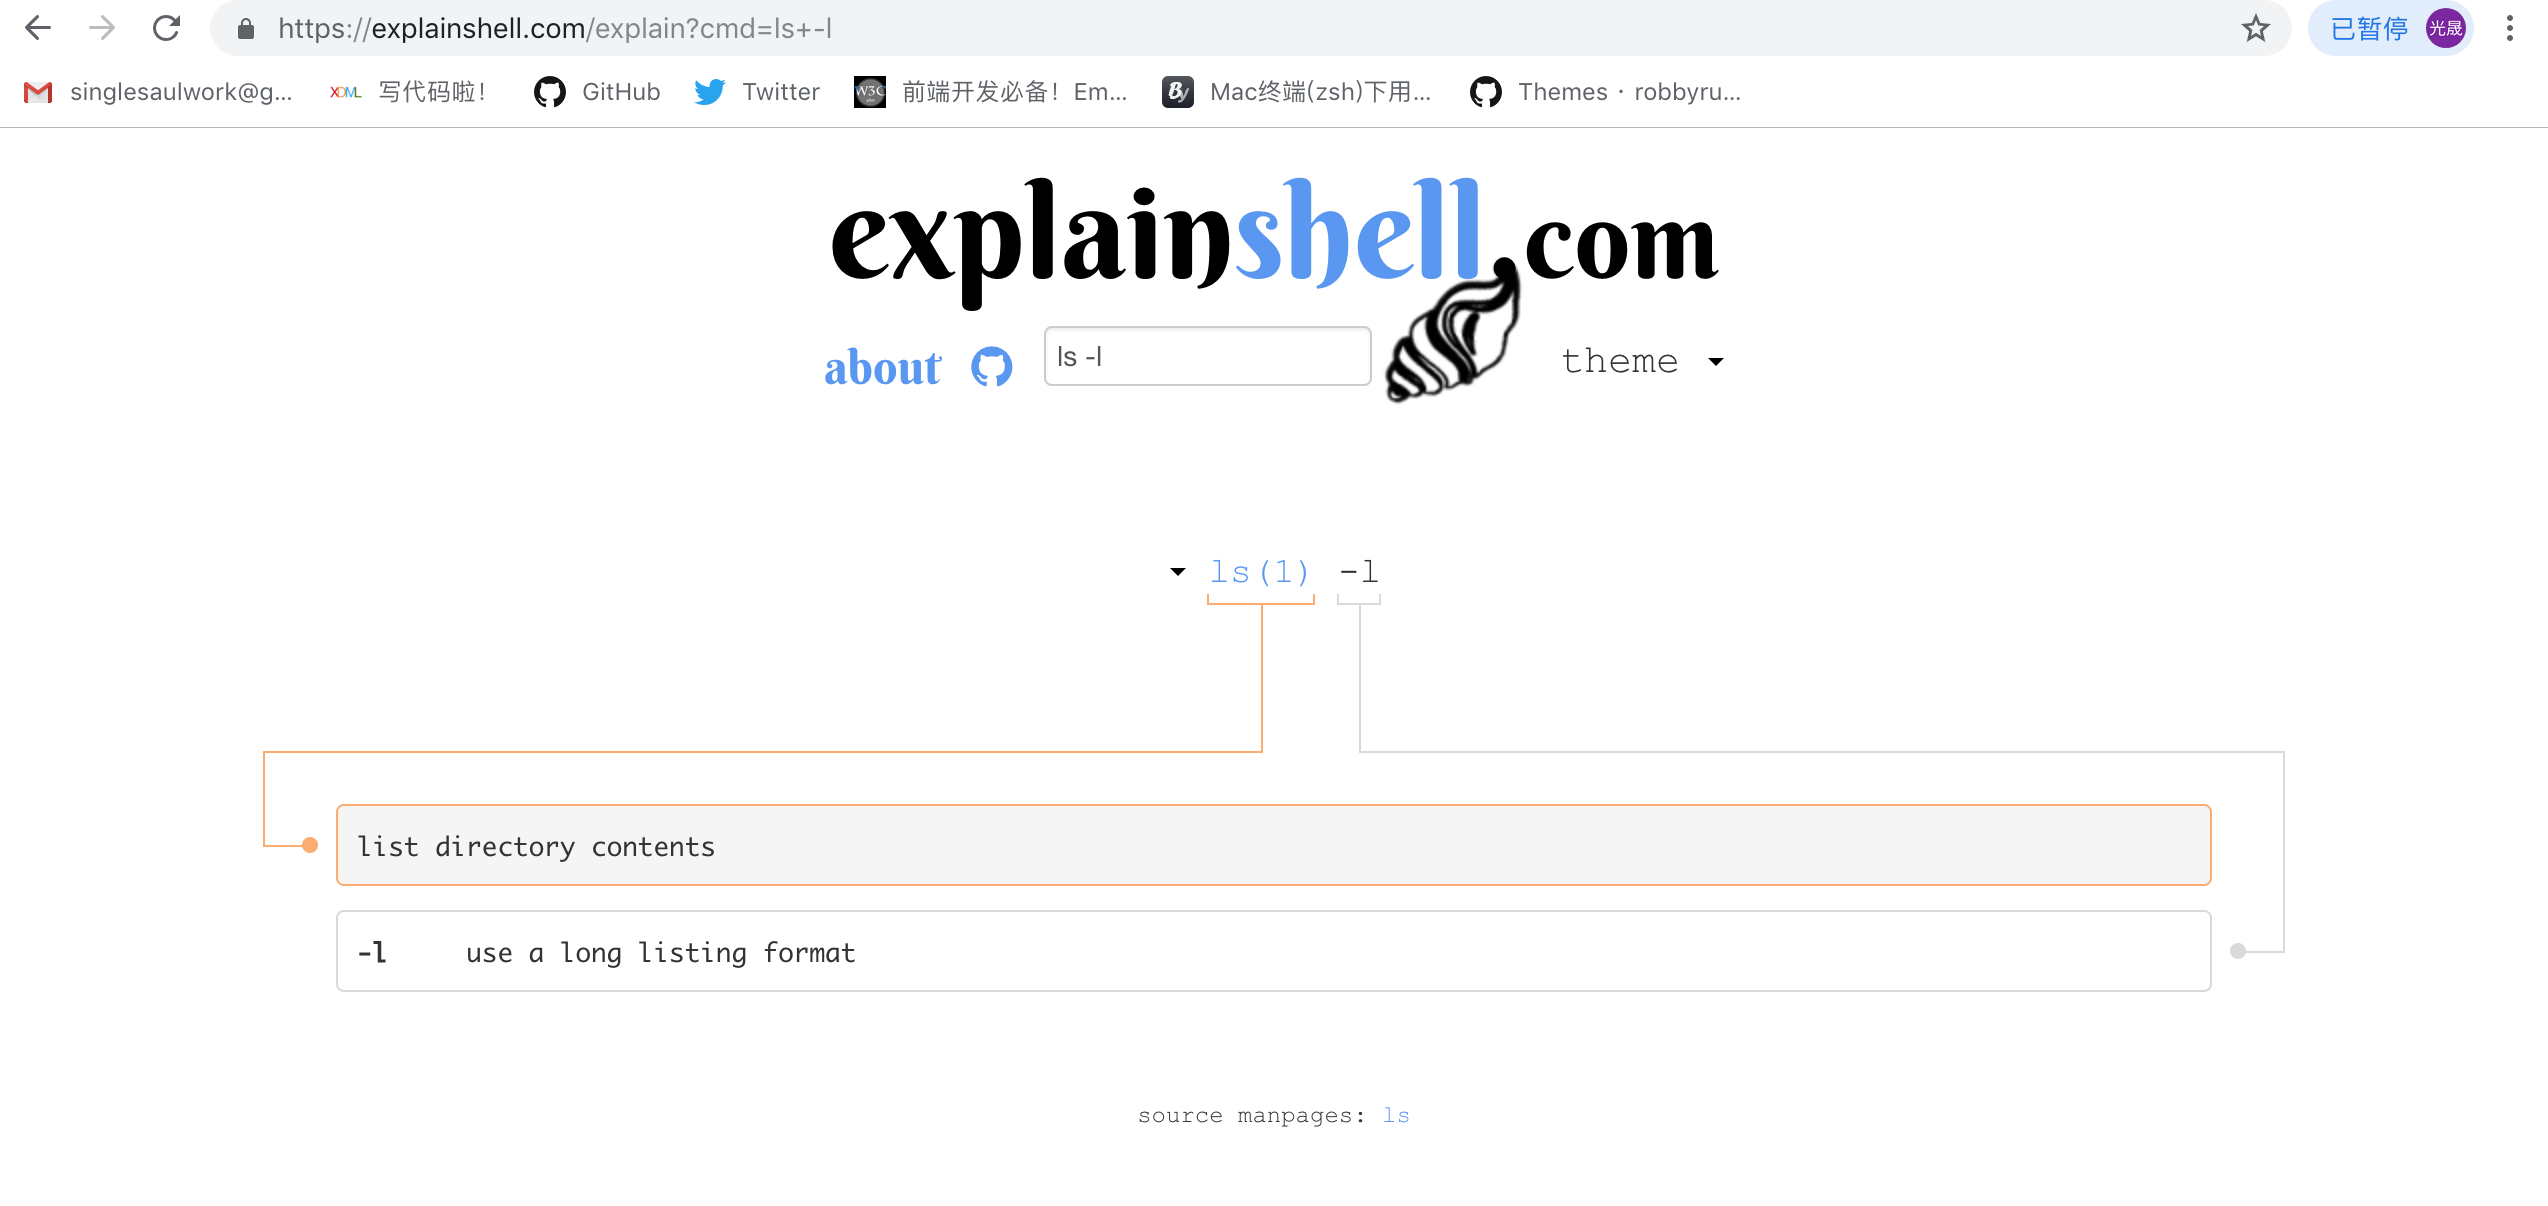 https://explainshell.com/explain?cmd=ls+-l
已暂停 光晟
singlesaulwork@g... XDML 写代码啦！ GitHub Twitter W3C 前端开发必备！Em... By Mac终端(zsh)下用... Themes · robbyru...
explainshell.com
about ls -l theme
ls(1) -l
list directory contents
-l use a long listing format
source manpages: ls